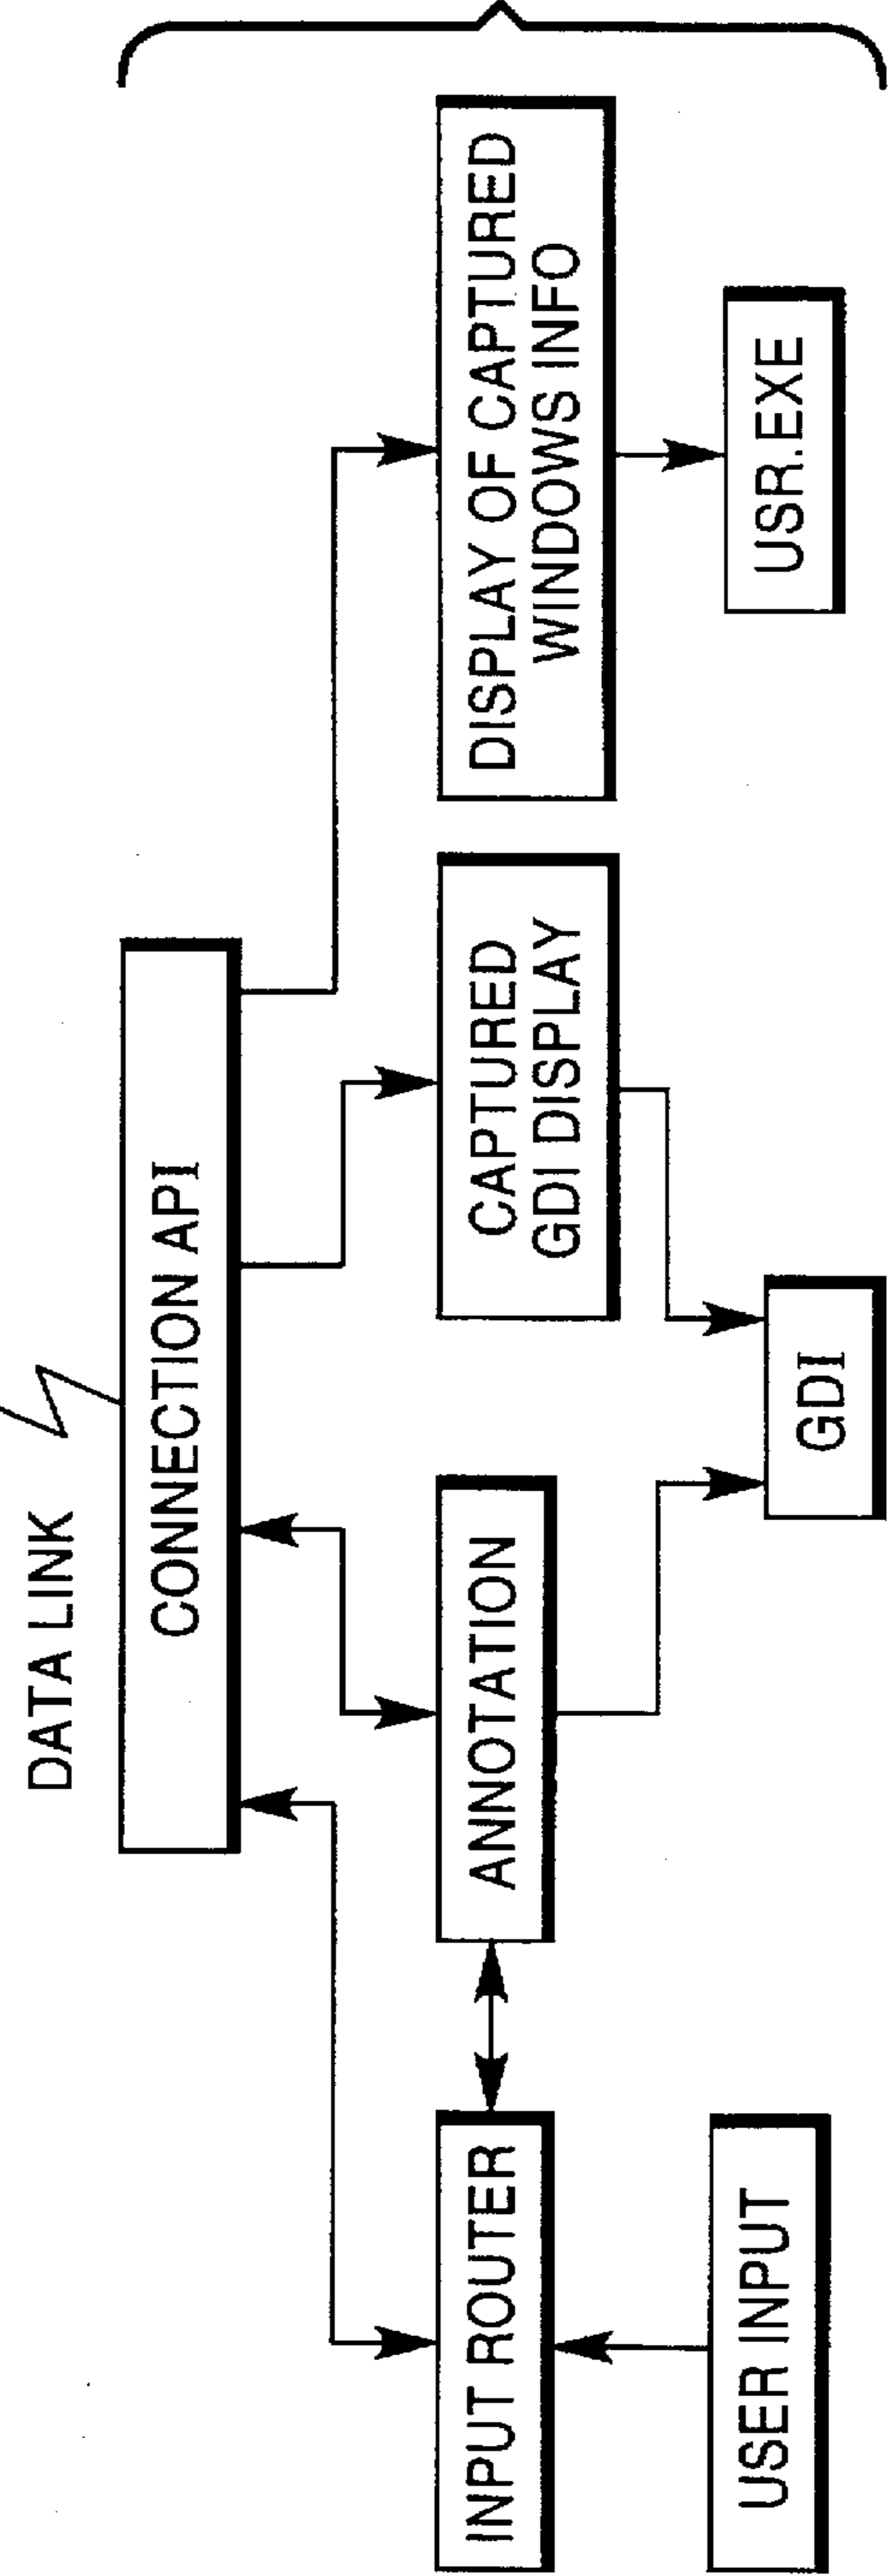 DATA LINK
CONNECTION API
INPUT ROUTER
ANNOTATION
CAPTURED
GDI DISPLAY
DISPLAY OF CAPTURED
WINDOWS INFO
USER INPUT
GDI
USR.EXE